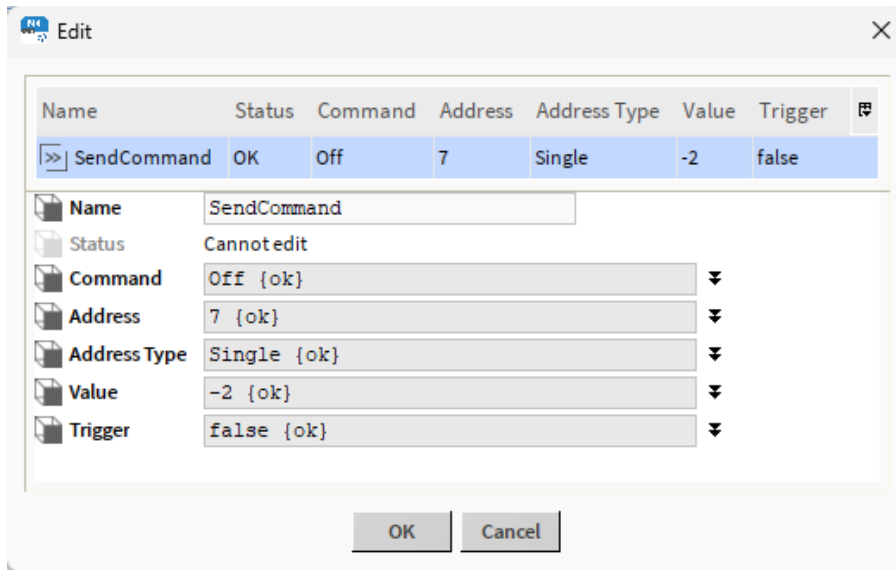 Edit
Name Status Command Address Address Type Value Trigger
SendCommand OK Off 7 Single -2 false
Name SendCommand
Status Cannot edit
Command Off {ok}
Address 7 {ok}
Address Type Single {ok}
Value -2 {ok}
Trigger false {ok}
OK Cancel